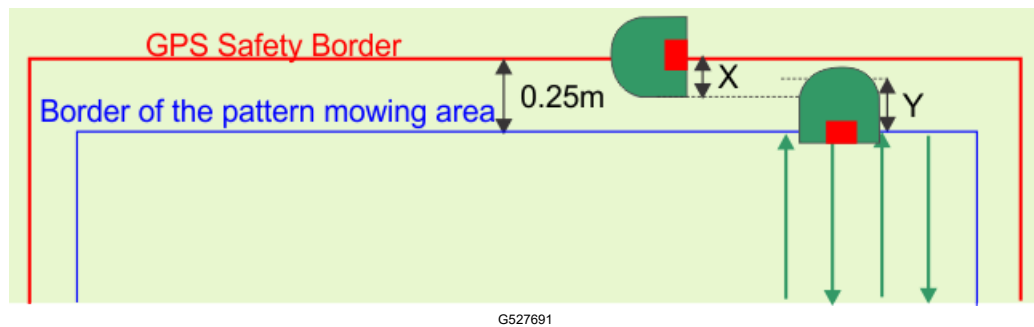 GPS Safety Border
X
0.25m
Border of the pattern mowing area
Y
G527691